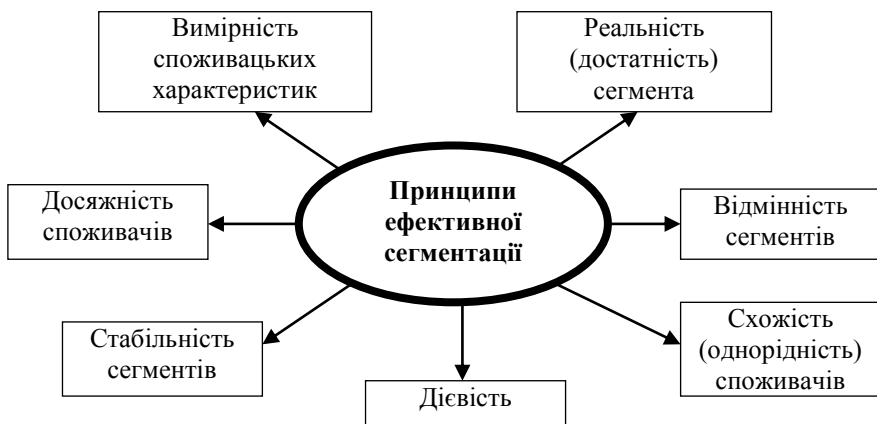 Вимірність
споживацьких
характеристик
Реальність
(достатність)
сегмента
Принципи
ефективної
сегментації
Досяжність
споживачів
Відмінність
сегментів
Стабільність
сегментів
Схожість
(однорідність)
споживачів
Дієвість